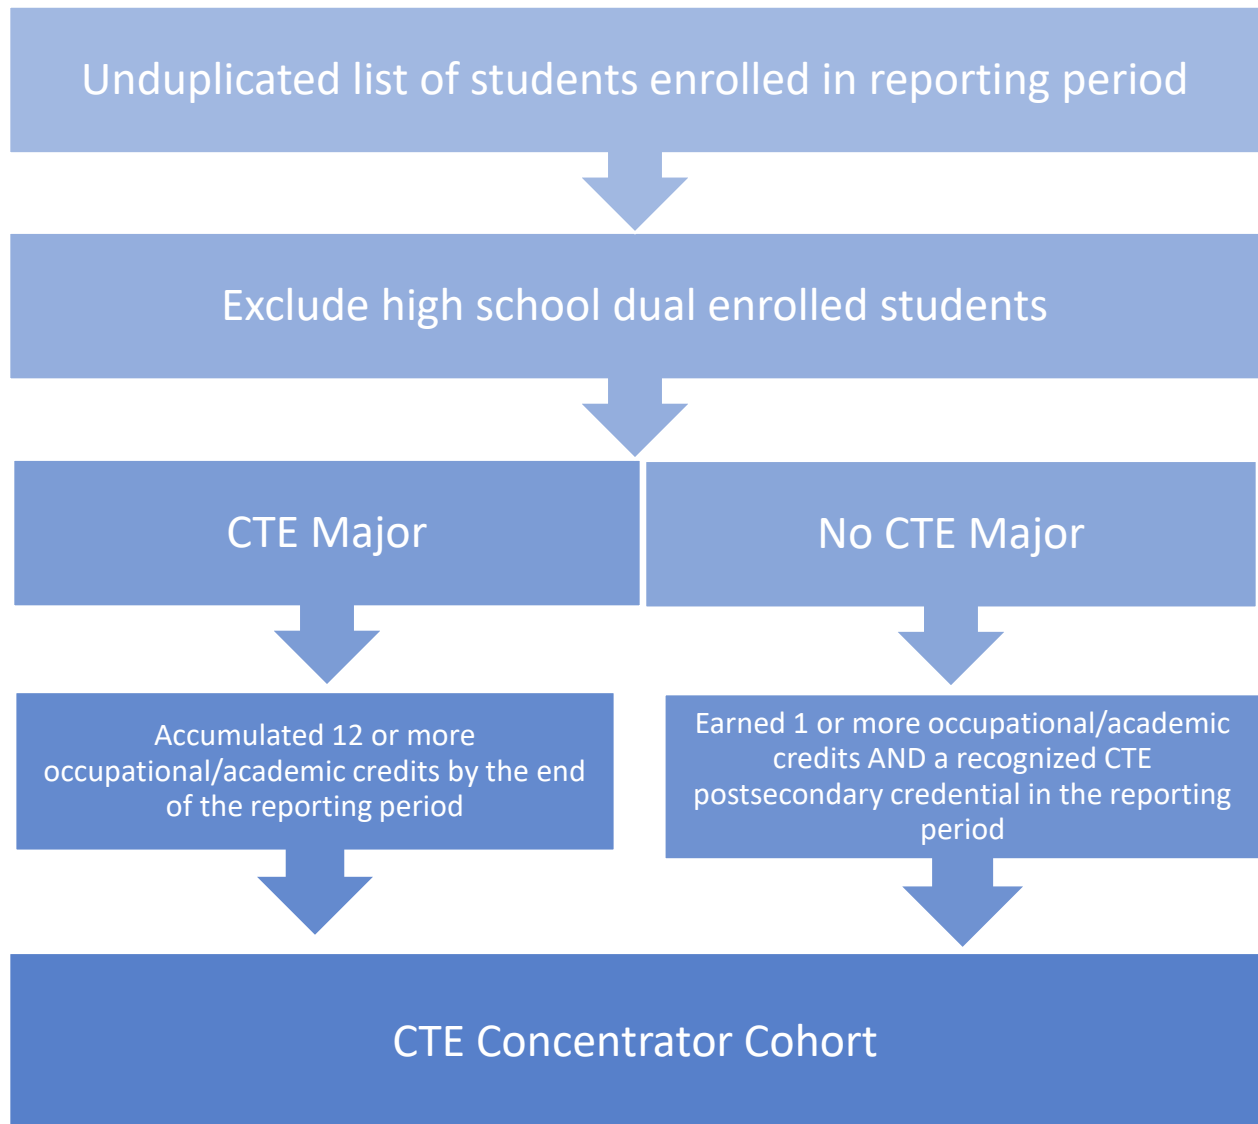 Unduplicated list of students enrolled in reporting period
Exclude high school dual enrolled students
CTE Major
No CTE Major
Accumulated 12 or more
occupational/academic credits by the end
of the reporting period
Earned 1 or more occupational/academic
credits AND a recognized CTE
postsecondary credential in the reporting
period
CTE Concentrator Cohort